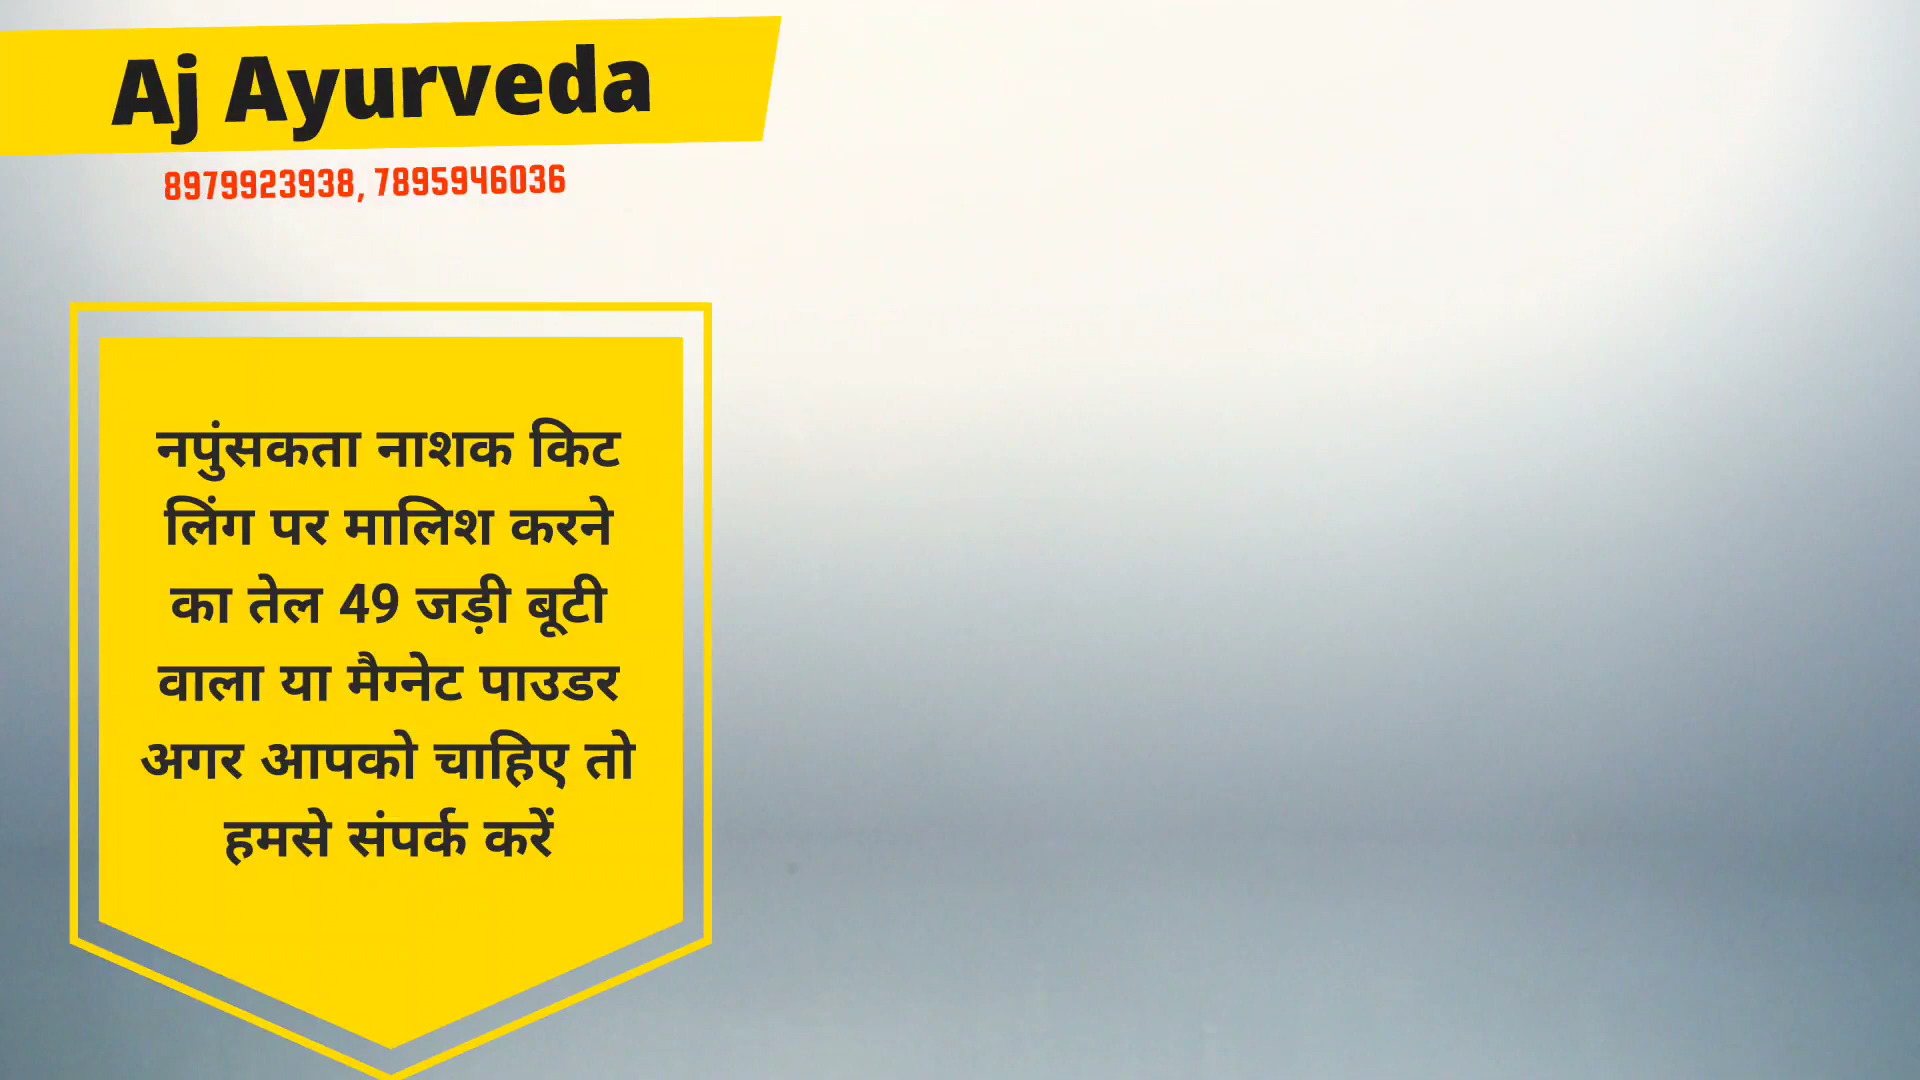 Aj Ayurveda
8979923938, 7895946036
नपुंसकता नाशक किट
लिंग पर मालिश करने
का तेल 49 जड़ी बूटी
वाला या मैग्नेट पाउडर
अगर आपको चाहिए तो
हमसे संपर्क करें